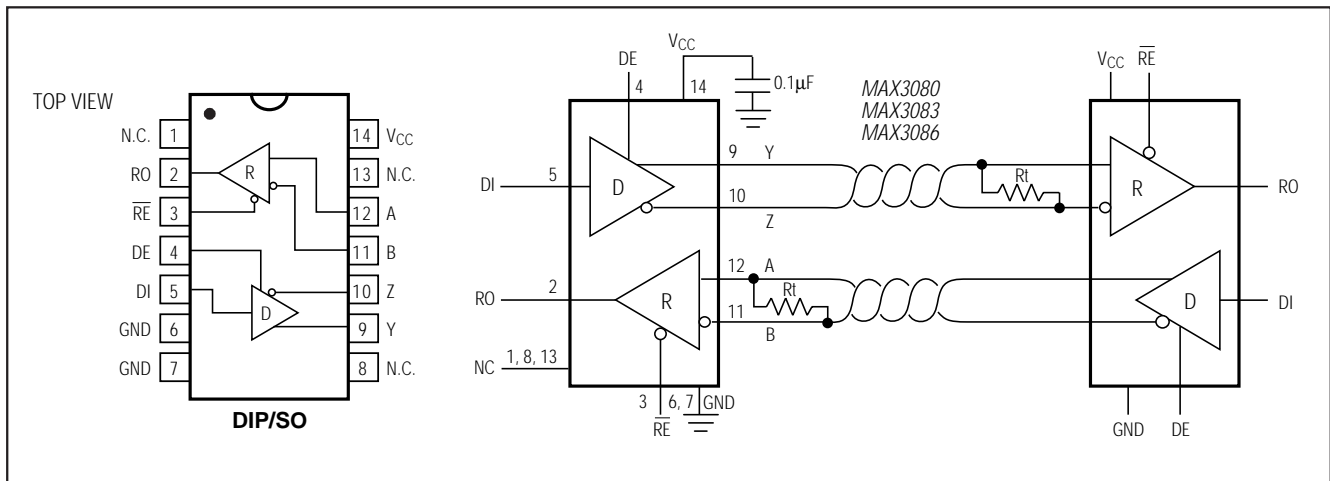 TOP VIEW
N.C. 1
RO 2
RE 3
DE 4
DI 5
GND 6
GND 7
14 VCC
13 N.C.
12 A
11 B
10 Z
9 Y
8 N.C.
R
D
DIP/SO
DE
4
VCC
14
0.1µF
MAX3080
MAX3083
MAX3086
VCC RE
DI 5
D
9 Y
10
Z
Rt
R
RO
RO 2
R
12 A
11
B
Rt
D
DI
NC 1, 8, 13
3 6, 7 GND
RE
GND DE